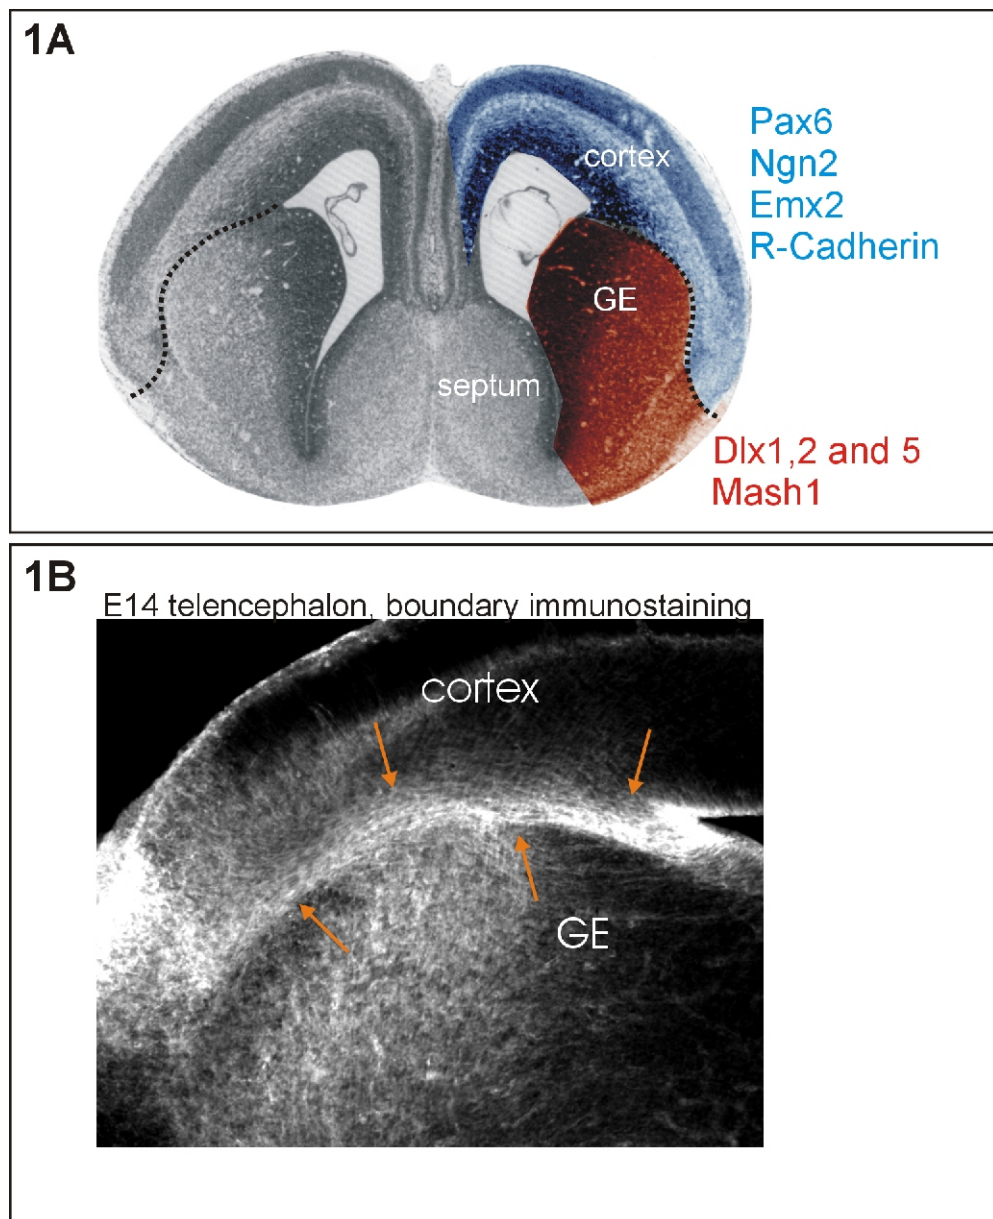 1A
cortex
GE
septum
Pax6
Ngn2
Emx2
R-Cadherin
Dlx1,2 and 5
Mash1
1B
E14 telencephalon, boundary immunostaining
cortex
GE